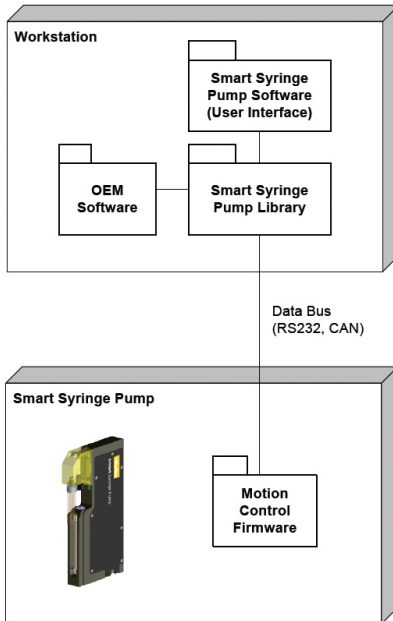 Workstation
Smart Syringe
Pump Software
(User Interface)
OEM
Software
Smart Syringe
Pump Library
Data Bus
(RS232, CAN)
Smart Syringe Pump
Motion
Control
Firmware